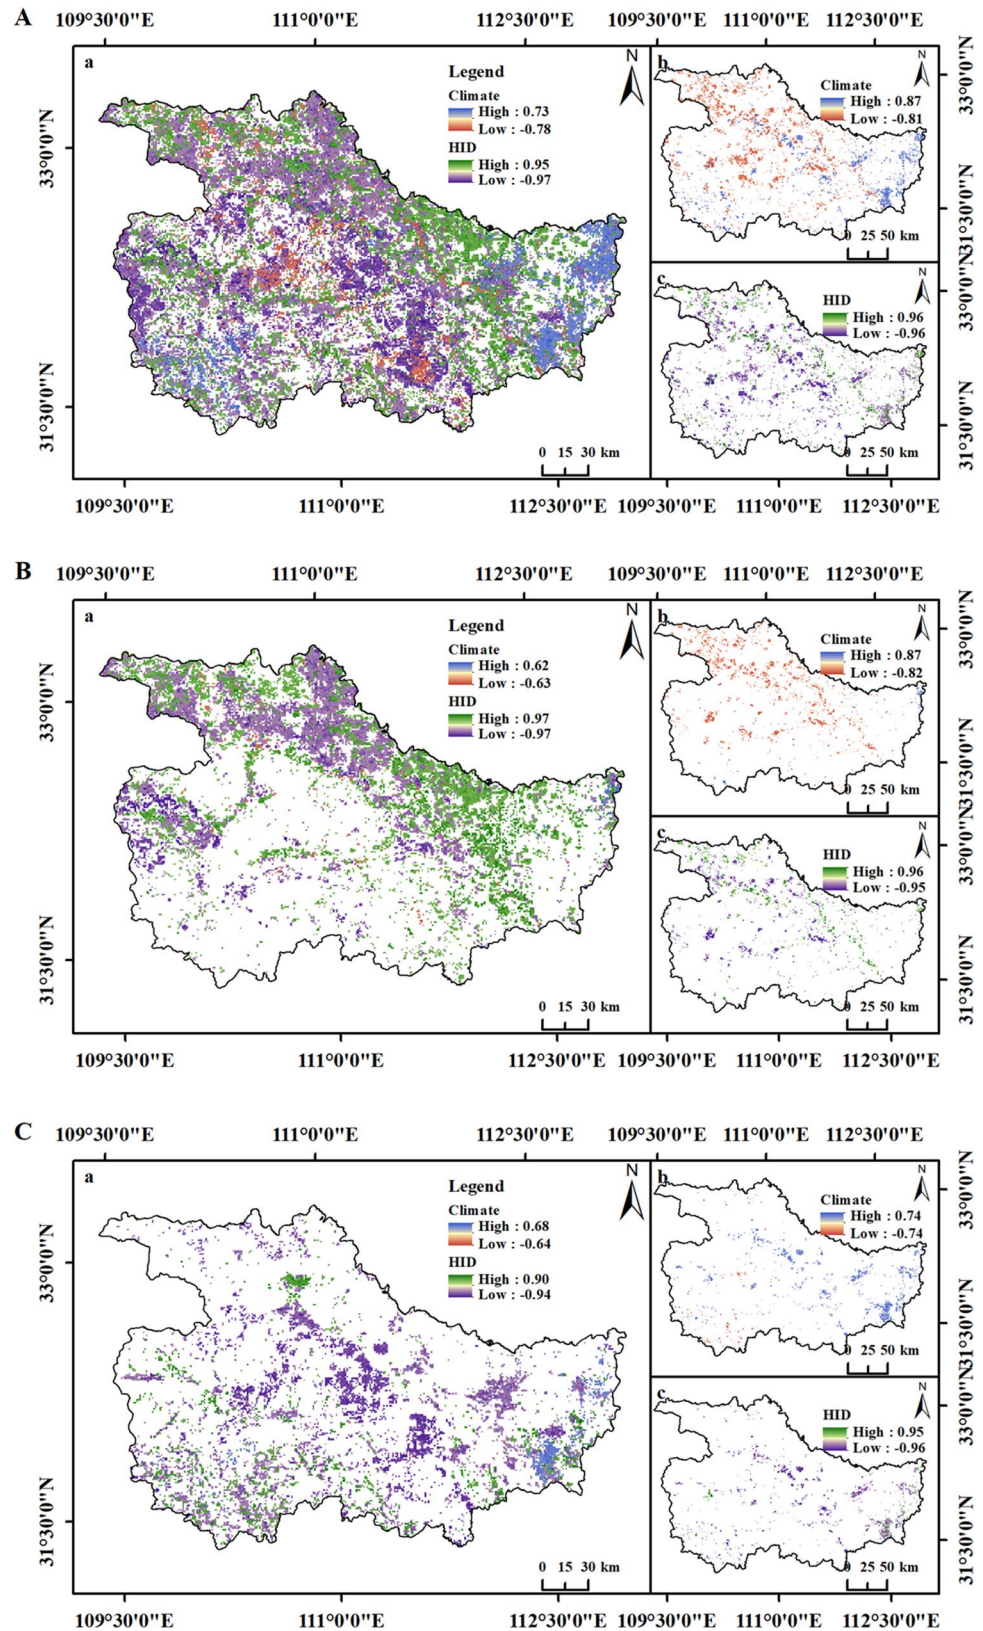 A
109°30'0"E 111°0'0"E 112°30'0"E 109°30'0"E 111°0'0"E 112°30'0"E
a
N
Legend
Climate
High : 0.73
Low : -0.78
HID
High : 0.95
Low : -0.97
33°0'0"N
31°30'0"N
0 15 30 km
b
N
Climate
High : 0.87
Low : -0.81
0 25 50 km
33°0'0"N
31°30'0"N
c
N
HID
High : 0.96
Low : -0.96
0 25 50 km
33°0'0"N
31°30'0"N
109°30'0"E 111°0'0"E 112°30'0"E 109°30'0"E 111°0'0"E 112°30'0"E
B
109°30'0"E 111°0'0"E 112°30'0"E 109°30'0"E 111°0'0"E 112°30'0"E
a
N
Legend
Climate
High : 0.62
Low : -0.63
HID
High : 0.97
Low : -0.97
33°0'0"N
31°30'0"N
0 15 30 km
b
N
Climate
High : 0.87
Low : -0.82
0 25 50 km
33°0'0"N
31°30'0"N
c
N
HID
High : 0.96
Low : -0.95
0 25 50 km
33°0'0"N
31°30'0"N
109°30'0"E 111°0'0"E 112°30'0"E 109°30'0"E 111°0'0"E 112°30'0"E
C
109°30'0"E 111°0'0"E 112°30'0"E 109°30'0"E 111°0'0"E 112°30'0"E
a
N
Legend
Climate
High : 0.68
Low : -0.64
HID
High : 0.90
Low : -0.94
33°0'0"N
31°30'0"N
0 15 30 km
b
N
Climate
High : 0.74
Low : -0.74
0 25 50 km
33°0'0"N
31°30'0"N
c
N
HID
High : 0.95
Low : -0.96
0 25 50 km
33°0'0"N
31°30'0"N
109°30'0"E 111°0'0"E 112°30'0"E 109°30'0"E 111°0'0"E 112°30'0"E